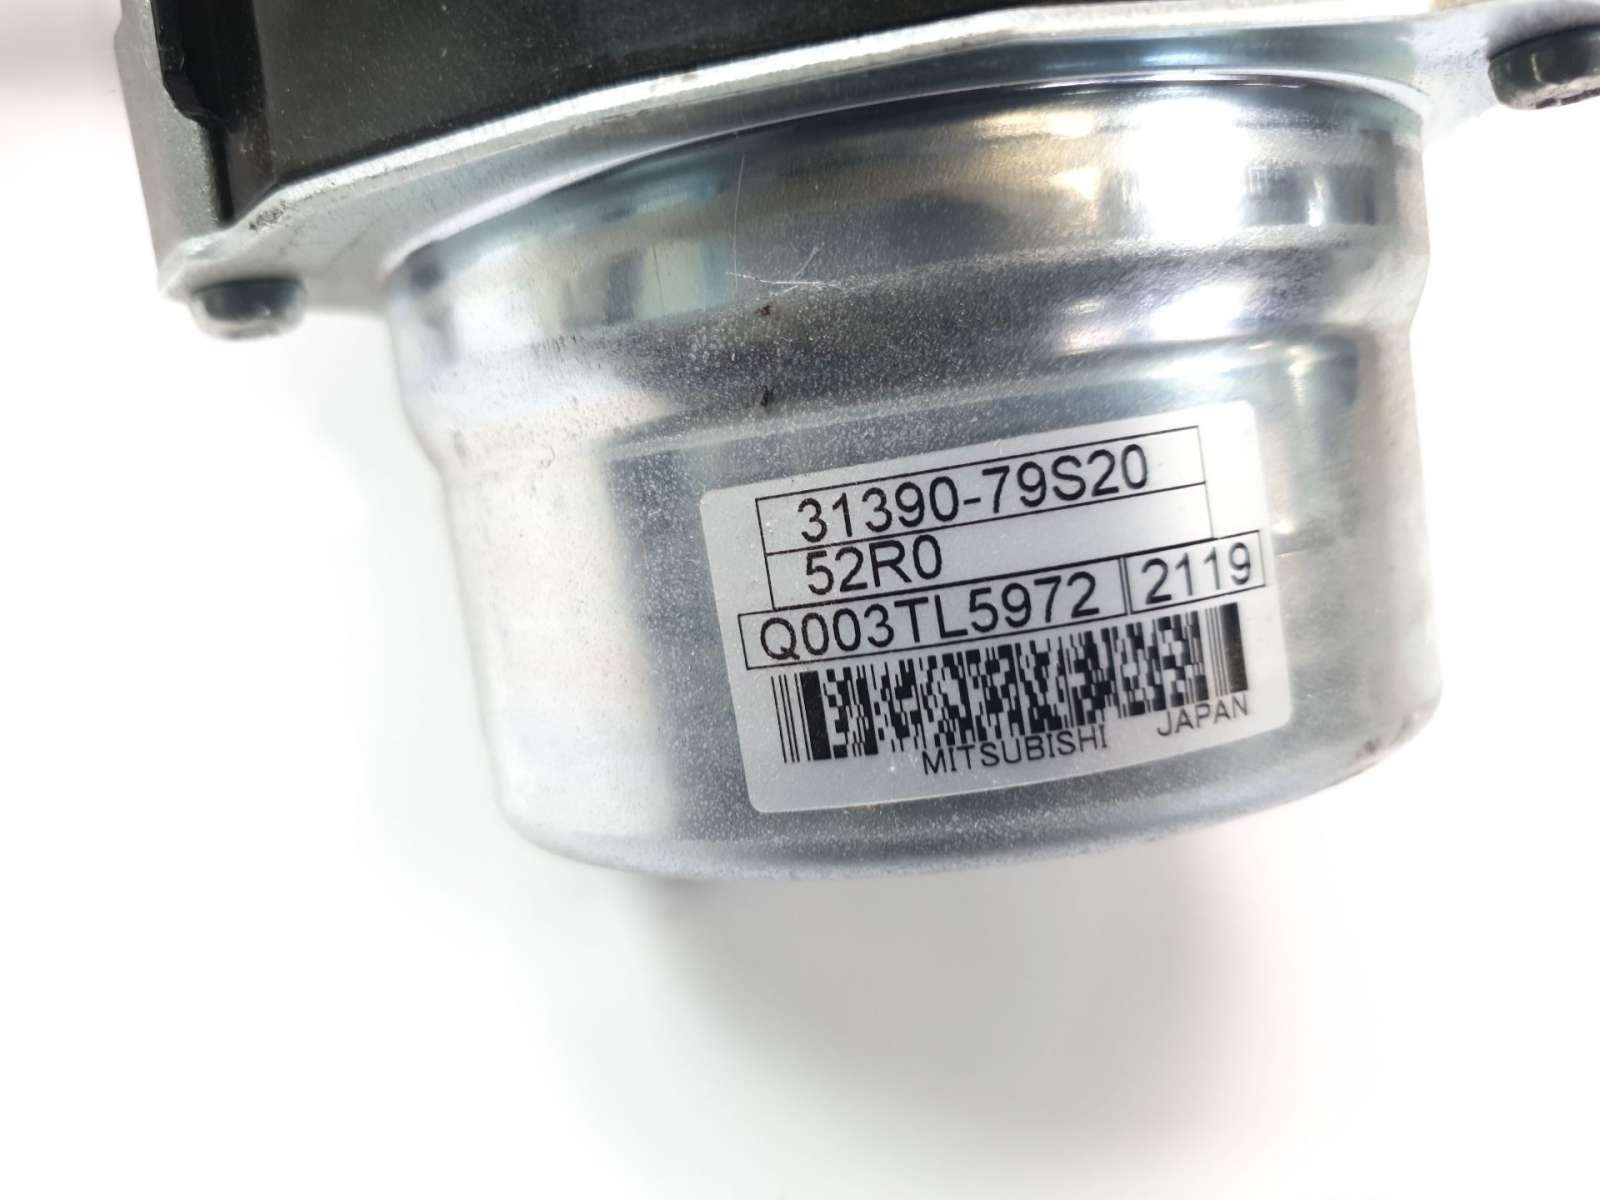 31390-79S20
52R0
Q003TL5972 2119
MITSUBISHI JAPAN